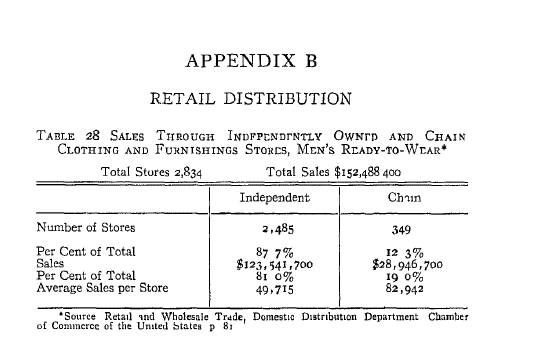 APPENDIX B
RETAIL DISTRIBUTION
TABLE 28 SALES THROUGH INDEPENDENTLY OWNED AND CHAIN
CLOTHING AND FURNISHINGS STORES, MEN'S READY-TO-WEAR*
Total Stores 2,834 Total Sales $152,488 400
Independent Chain
Number of Stores 2,485 349
Per Cent of Total 87 7% 12 3%
Sales $123,541,700 $28,946,700
Per Cent of Total 81 0% 19 0%
Average Sales per Store 49,715 82,942
*Source Retail and Wholesale Trade, Domestic Distribution Department Chamber
of Commerce of the United States p 81